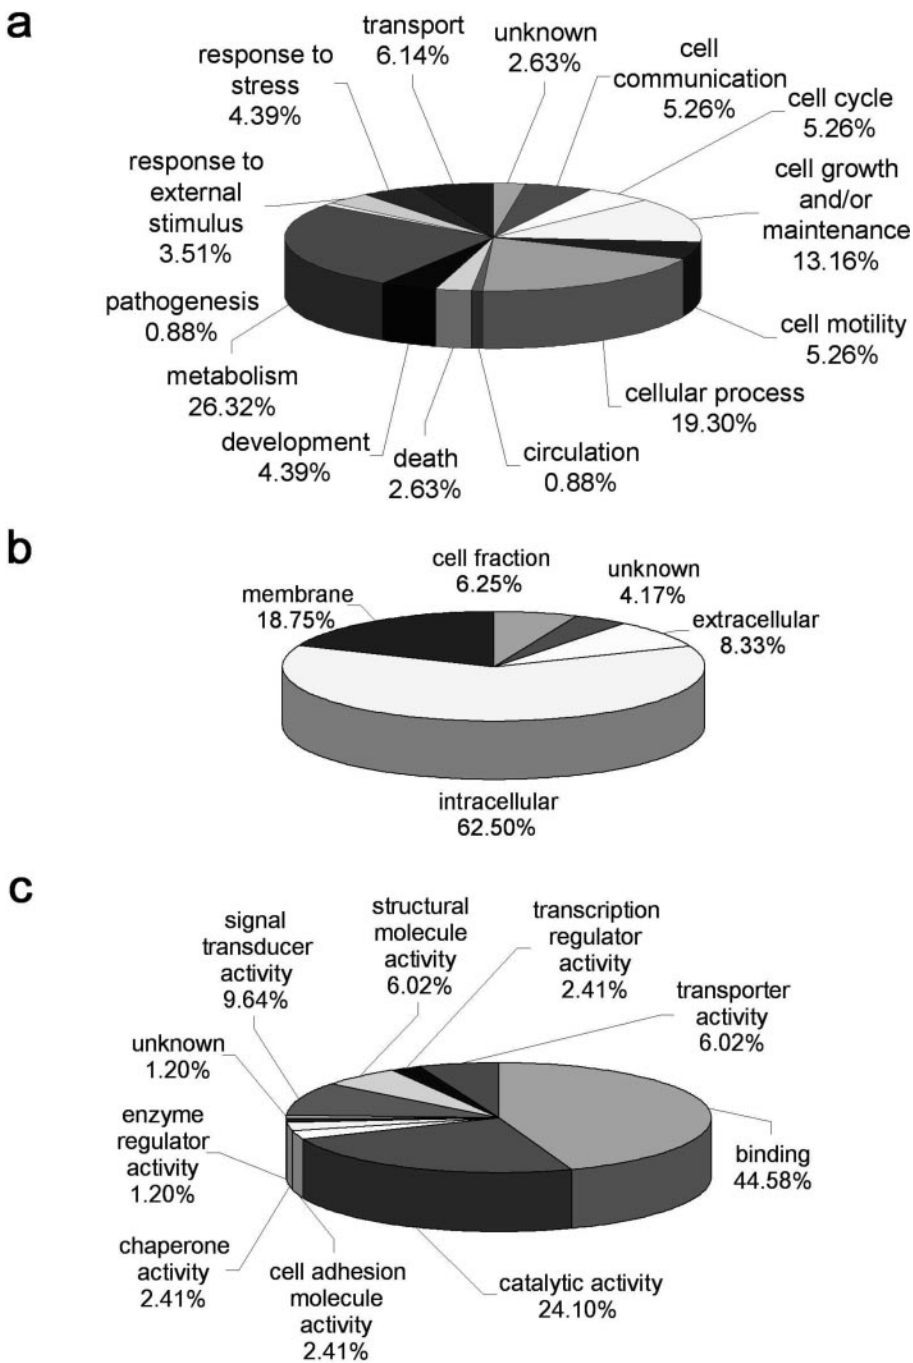 a
transport
6.14%
unknown
2.63%
cell
communication
5.26%
cell cycle
5.26%
cell growth
and/or
maintenance
13.16%
cell motility
5.26%
cellular process
19.30%
circulation
0.88%
death
2.63%
development
4.39%
metabolism
26.32%
pathogenesis
0.88%
response to
external
stimulus
3.51%
response to
stress
4.39%
b
cell fraction
6.25%
unknown
4.17%
extracellular
8.33%
intracellular
62.50%
membrane
18.75%
c
structural
molecule
activity
6.02%
transcription
regulator
activity
2.41%
transporter
activity
6.02%
binding
44.58%
catalytic activity
24.10%
cell adhesion
molecule
activity
2.41%
chaperone
activity
2.41%
enzyme
regulator
activity
1.20%
unknown
1.20%
signal
transducer
activity
9.64%